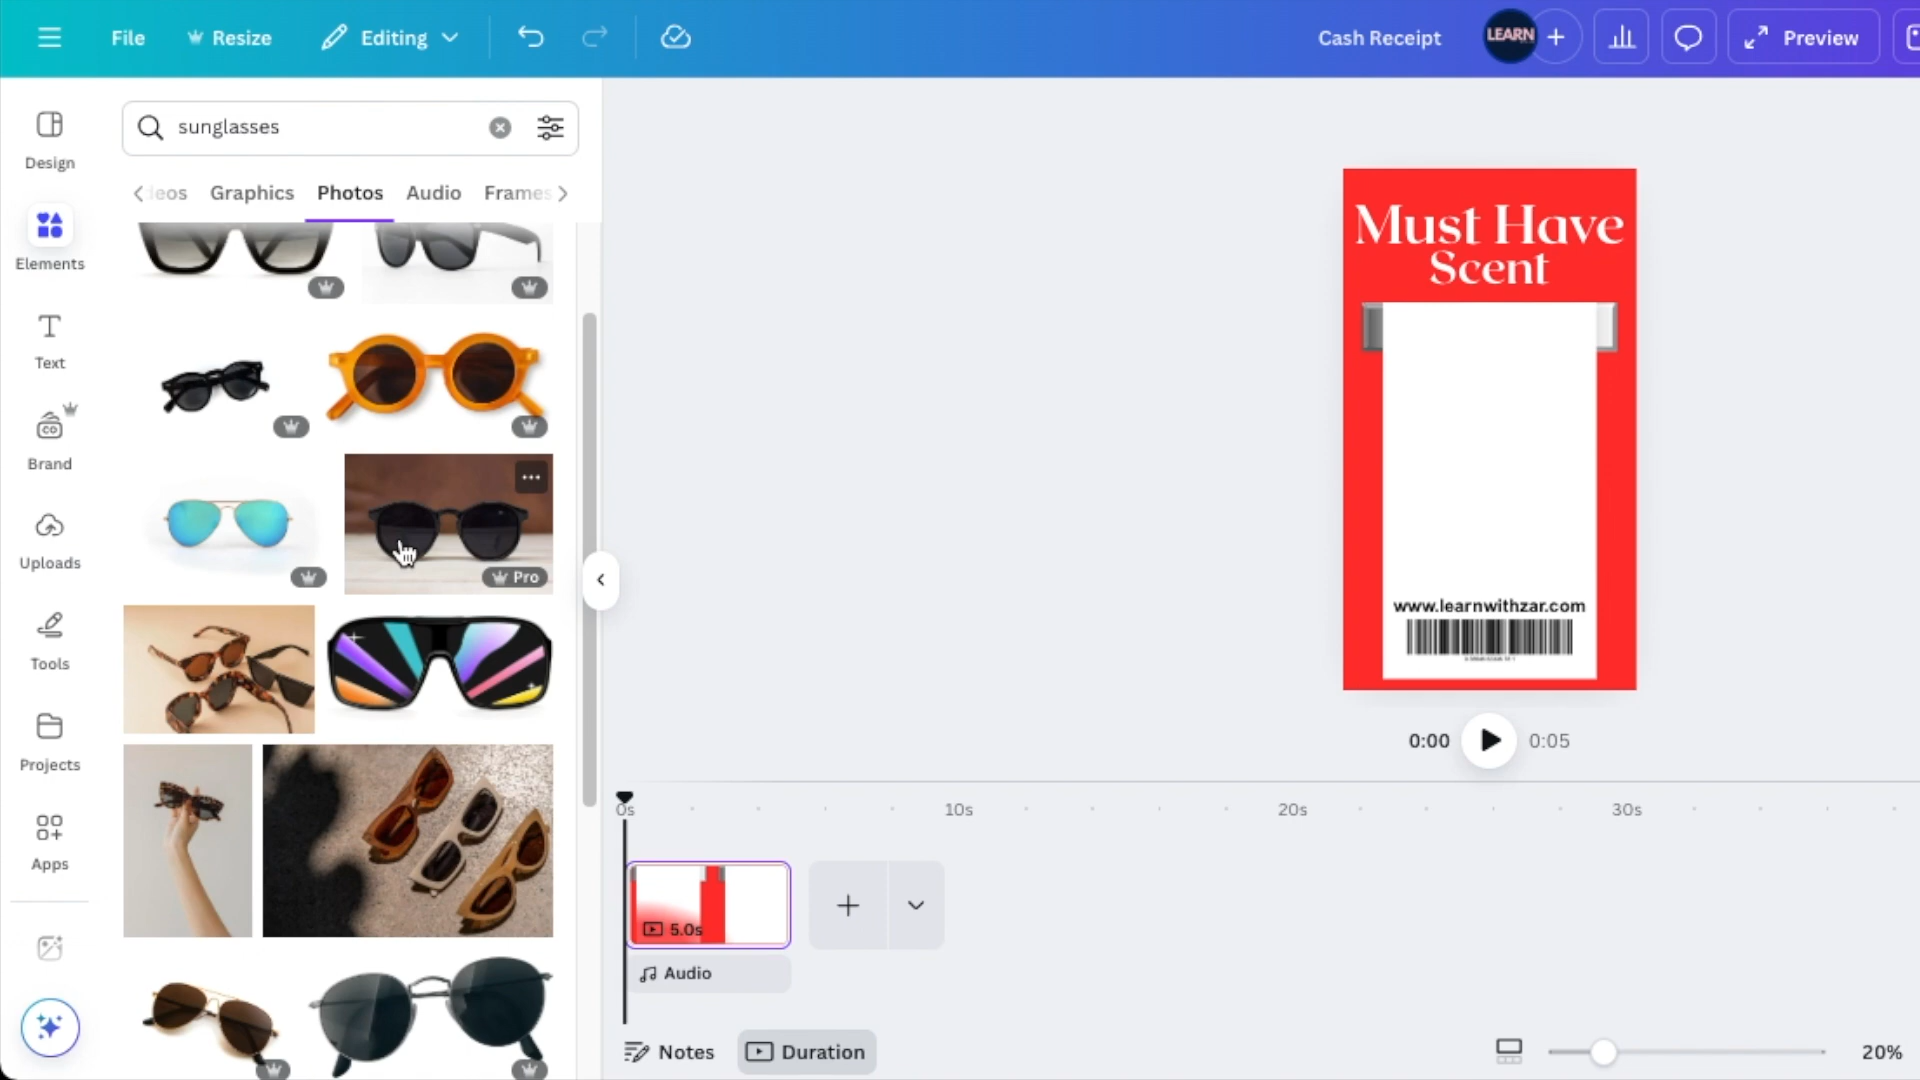 File
Resize
Editing
Cash Receipt
LEARN
Preview
sunglasses
Graphics
Photos
Audio
Frames
Design
Elements
Text
Brand
Uploads
Tools
Projects
Apps
Pro
Must Have
Scent
www.learnwithzar.com
0:00
0:05
0s
10s
20s
30s
5.0s
Audio
Notes
Duration
20%